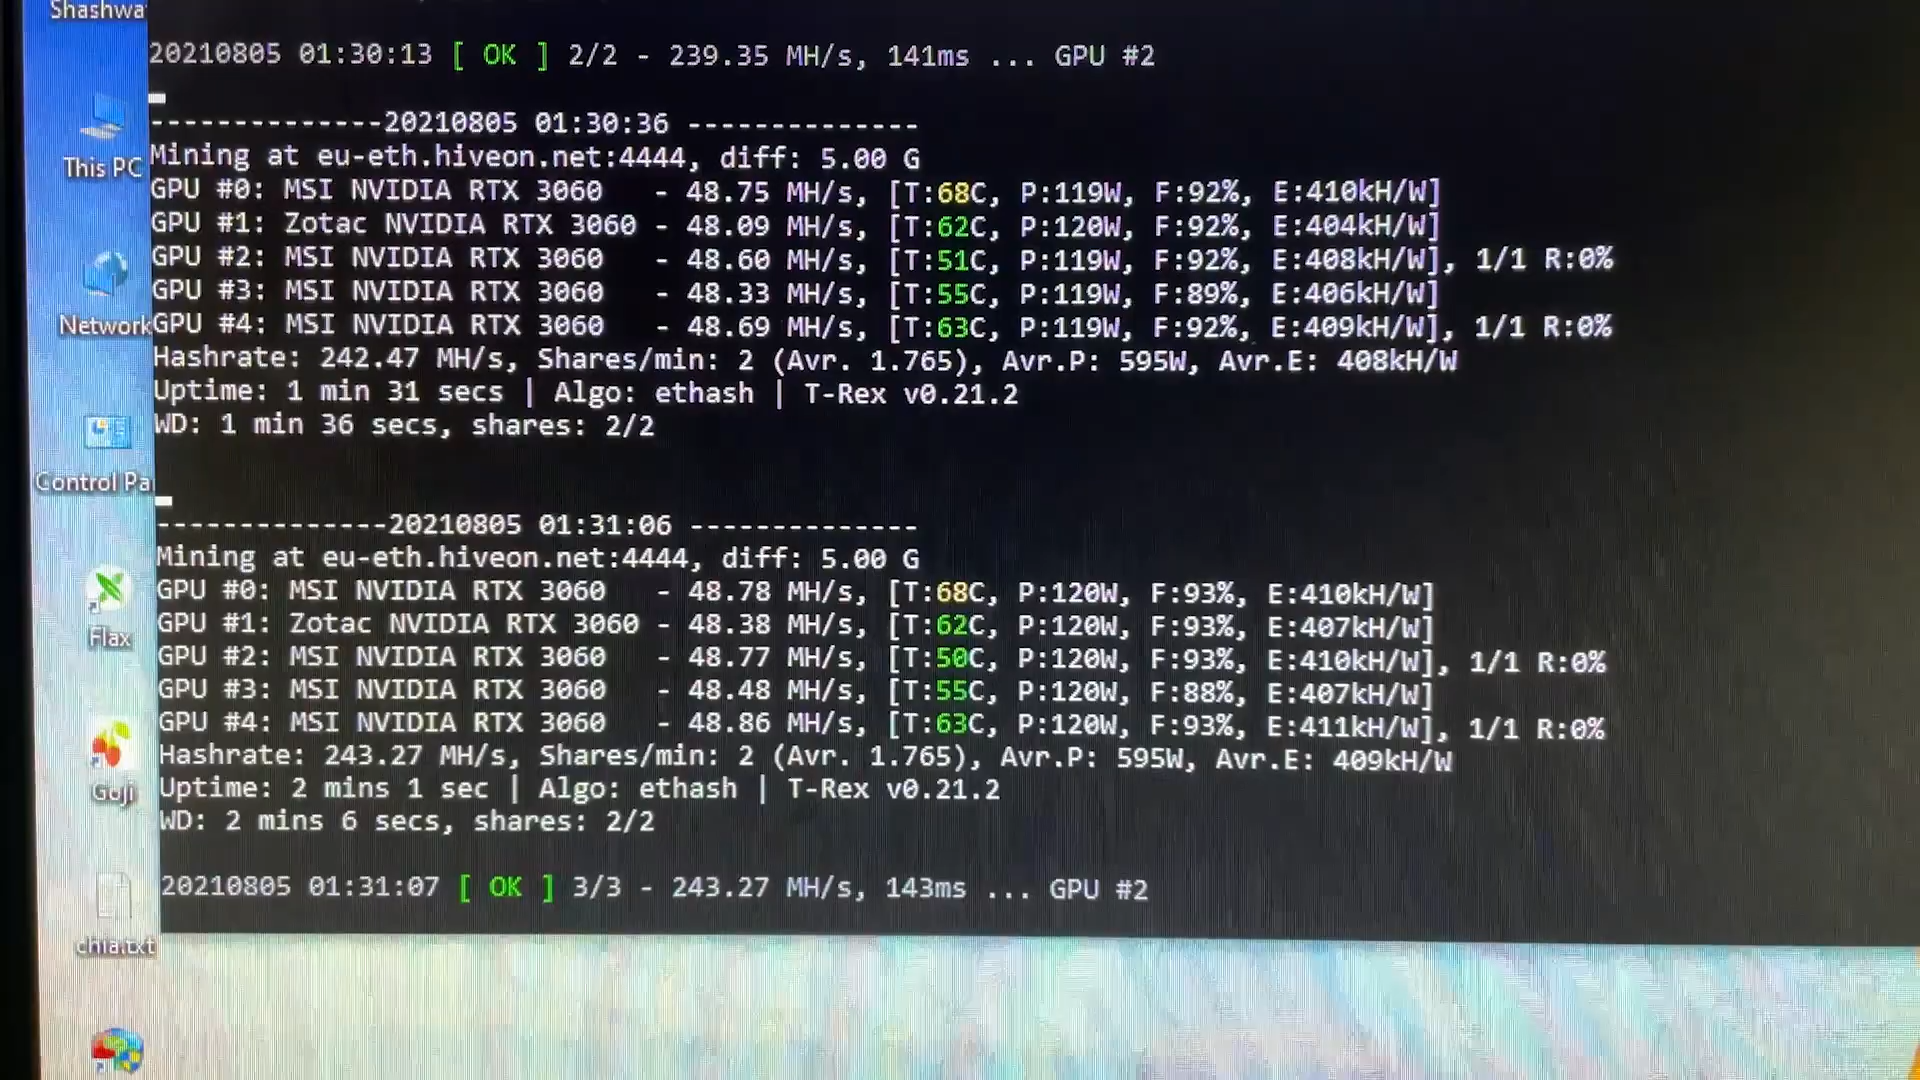 Shashwa
20210805 01:30:13 [ OK ] 2/2 - 239.35 MH/s, 141ms ... GPU #2
--------------20210805 01:30:36 --------------
Mining at eu-eth.hiveon.net:4444, diff: 5.00 G
GPU #0: MSI NVIDIA RTX 3060   - 48.75 MH/s, [T:68C, P:119W, F:92%, E:410kH/W]
GPU #1: Zotac NVIDIA RTX 3060 - 48.09 MH/s, [T:62C, P:120W, F:92%, E:404kH/W]
GPU #2: MSI NVIDIA RTX 3060   - 48.60 MH/s, [T:51C, P:119W, F:92%, E:408kH/W], 1/1 R:0%
GPU #3: MSI NVIDIA RTX 3060   - 48.33 MH/s, [T:55C, P:119W, F:89%, E:406kH/W]
GPU #4: MSI NVIDIA RTX 3060   - 48.69 MH/s, [T:63C, P:119W, F:92%, E:409kH/W], 1/1 R:0%
Hashrate: 242.47 MH/s, Shares/min: 2 (Avr. 1.765), Avr.P: 595W, Avr.E: 408kH/W
Uptime: 1 min 31 secs | Algo: ethash | T-Rex v0.21.2
WD: 1 min 36 secs, shares: 2/2
--------------20210805 01:31:06 --------------
Mining at eu-eth.hiveon.net:4444, diff: 5.00 G
GPU #0: MSI NVIDIA RTX 3060   - 48.78 MH/s, [T:68C, P:120W, F:93%, E:410kH/W]
GPU #1: Zotac NVIDIA RTX 3060 - 48.38 MH/s, [T:62C, P:120W, F:93%, E:407kH/W]
GPU #2: MSI NVIDIA RTX 3060   - 48.77 MH/s, [T:50C, P:120W, F:93%, E:410kH/W], 1/1 R:0%
GPU #3: MSI NVIDIA RTX 3060   - 48.48 MH/s, [T:55C, P:120W, F:88%, E:407kH/W]
GPU #4: MSI NVIDIA RTX 3060   - 48.86 MH/s, [T:63C, P:120W, F:93%, E:411kH/W], 1/1 R:0%
Hashrate: 243.27 MH/s, Shares/min: 2 (Avr. 1.765), Avr.P: 595W, Avr.E: 409kH/W
Uptime: 2 mins 1 sec | Algo: ethash | T-Rex v0.21.2
WD: 2 mins 6 secs, shares: 2/2
20210805 01:31:07 [ OK ] 3/3 - 243.27 MH/s, 143ms ... GPU #2
This PC
Network
Control Pa
Flax
Goji
chia.txt